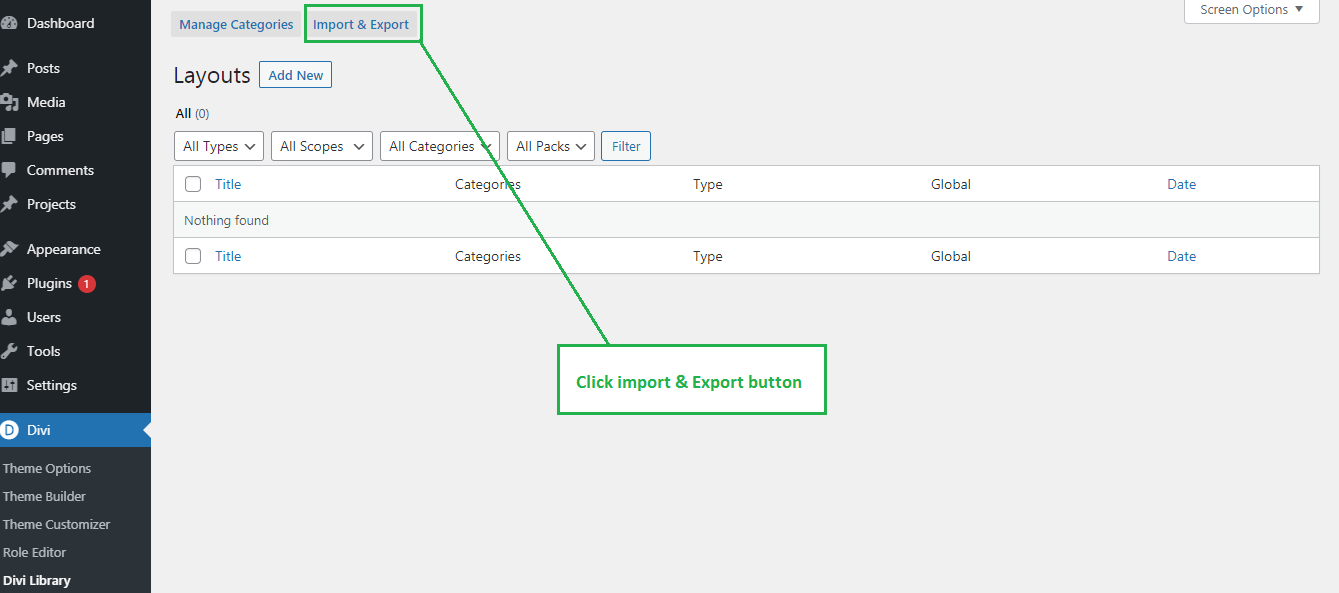 Dashboard
Posts
Media
Pages
Comments
Projects
Appearance
Plugins 1
Users
Tools
Settings
D Divi
Theme Options
Theme Builder
Theme Customizer
Role Editor
Divi Library
Manage Categories Import & Export
Screen Options
Layouts Add New
All (0)
All Types All Scopes All Categories All Packs Filter
Title Categories Type Global Date
Nothing found
Title Categories Type Global Date
Click import & Export button